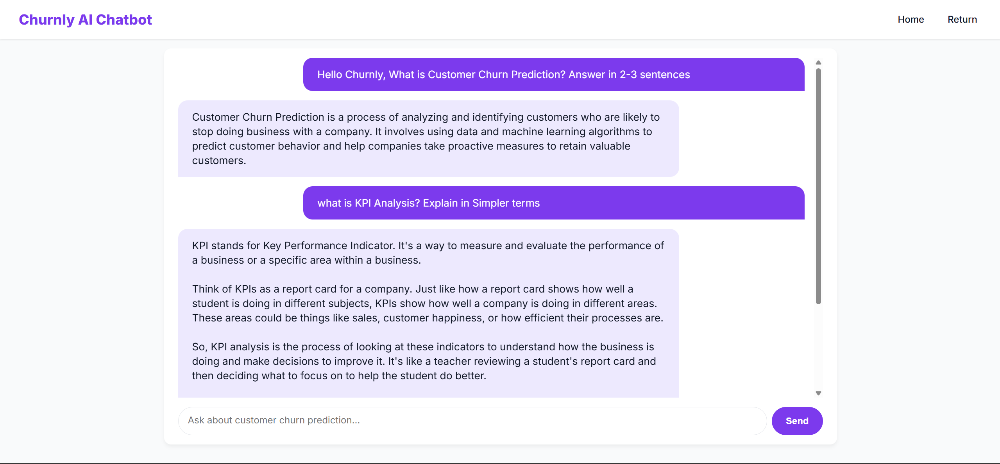 Churnly AI Chatbot
Home
Return
Hello Churnly, What is Customer Churn Prediction? Answer in 2-3 sentences
Customer Churn Prediction is a process of analyzing and identifying customers who are likely to
stop doing business with a company. It involves using data and machine learning algorithms to
predict customer behavior and help companies take proactive measures to retain valuable
customers.
what is KPI Analysis? Explain in Simpler terms
KPI stands for Key Performance Indicator. It's a way to measure and evaluate the performance of
a business or a specific area within a business.
Think of KPIs as a report card for a company. Just like how a report card shows how well a
student is doing in different subjects, KPIs show how well a company is doing in different areas.
These areas could be things like sales, customer happiness, or how efficient their processes are.
So, KPI analysis is the process of looking at these indicators to understand how the business is
doing and make decisions to improve it. It's like a teacher reviewing a student's report card and
then deciding what to focus on to help the student do better.
Ask about customer churn prediction...
Send